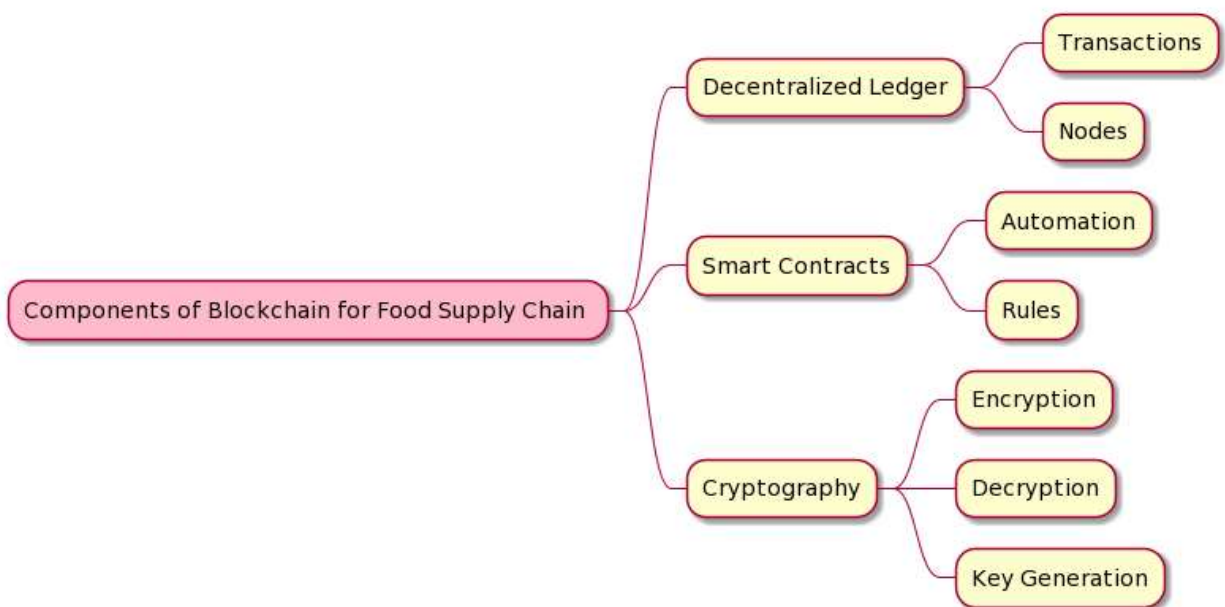 Components of Blockchain for Food Supply Chain
Decentralized Ledger
Transactions
Nodes
Smart Contracts
Automation
Rules
Cryptography
Encryption
Decryption
Key Generation